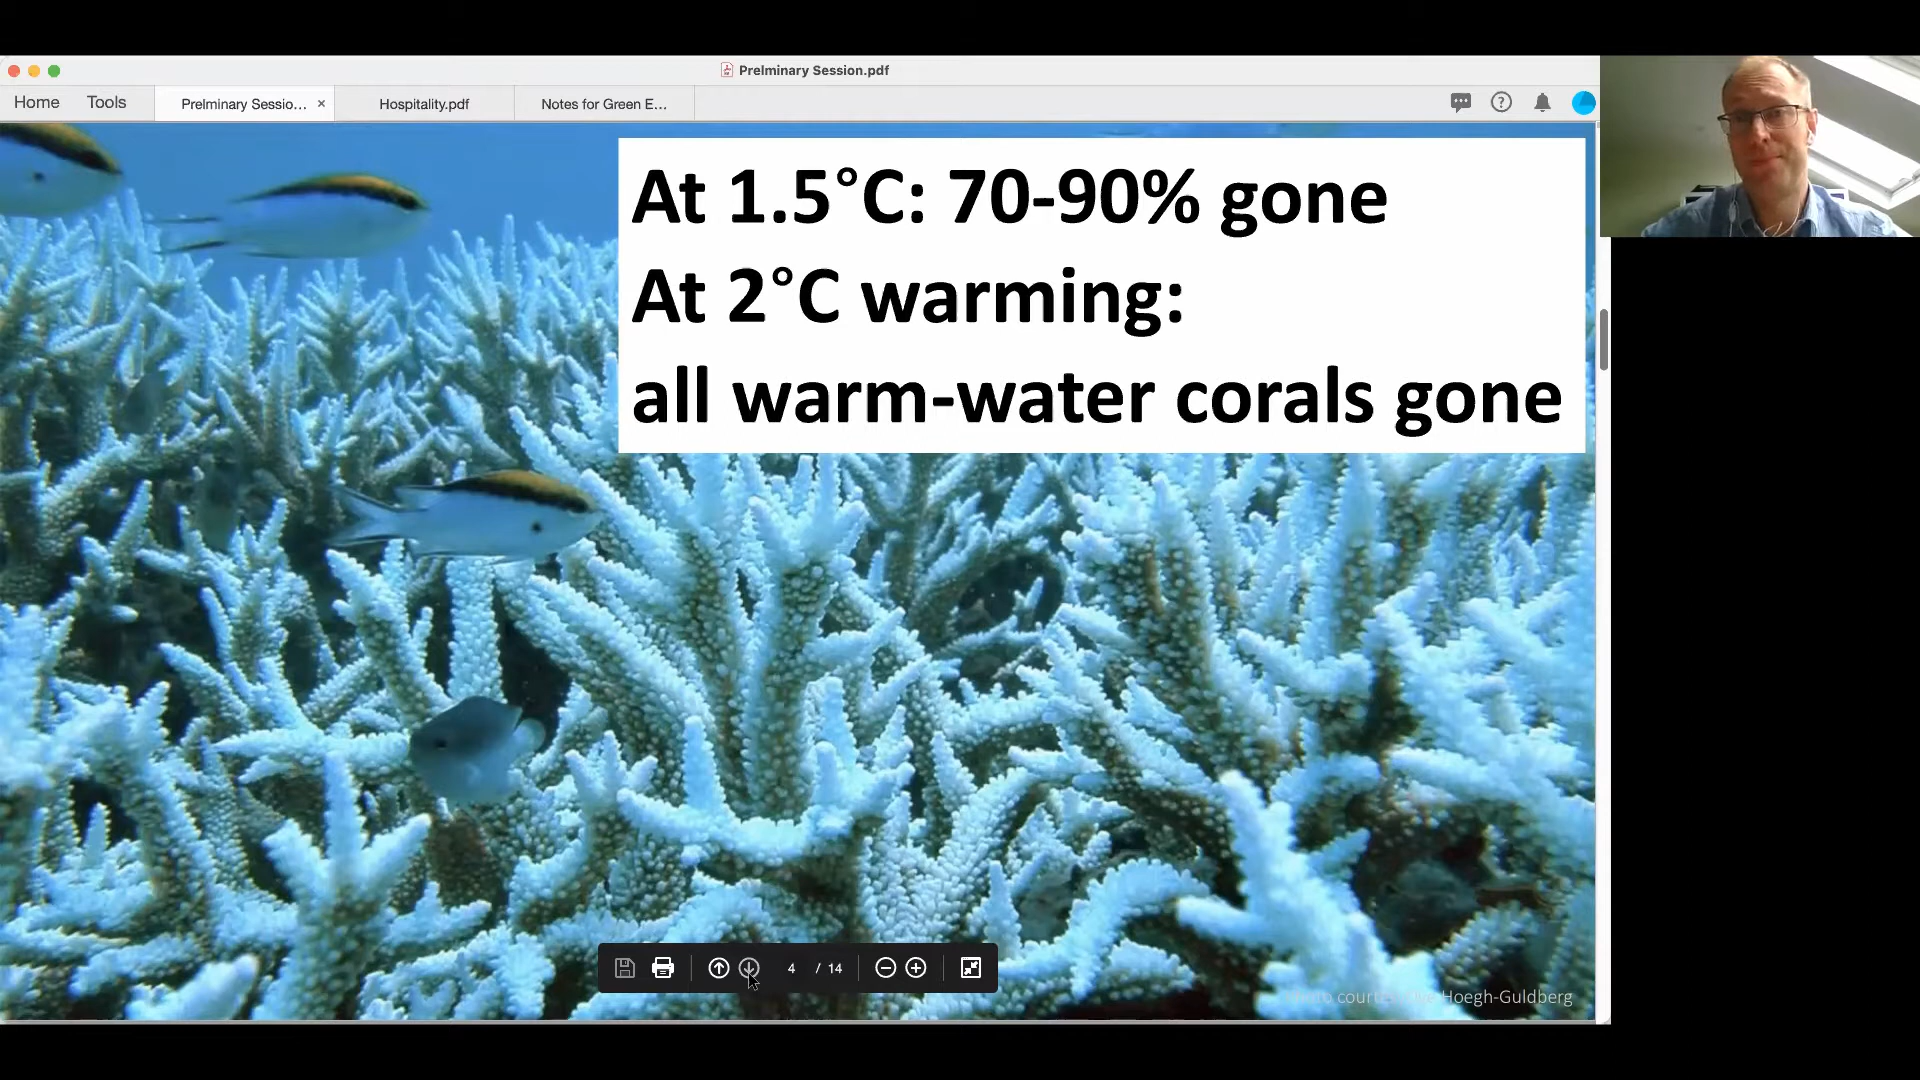 Prelminary Session.pdf
Home
Tools
Prelminary Sessio...
Hospitality.pdf
Notes for Green E...
At 1.5°C: 70-90% gone
At 2°C warming:
all warm-water corals gone
4 / 14
courtesy Hoegh-Guldberg